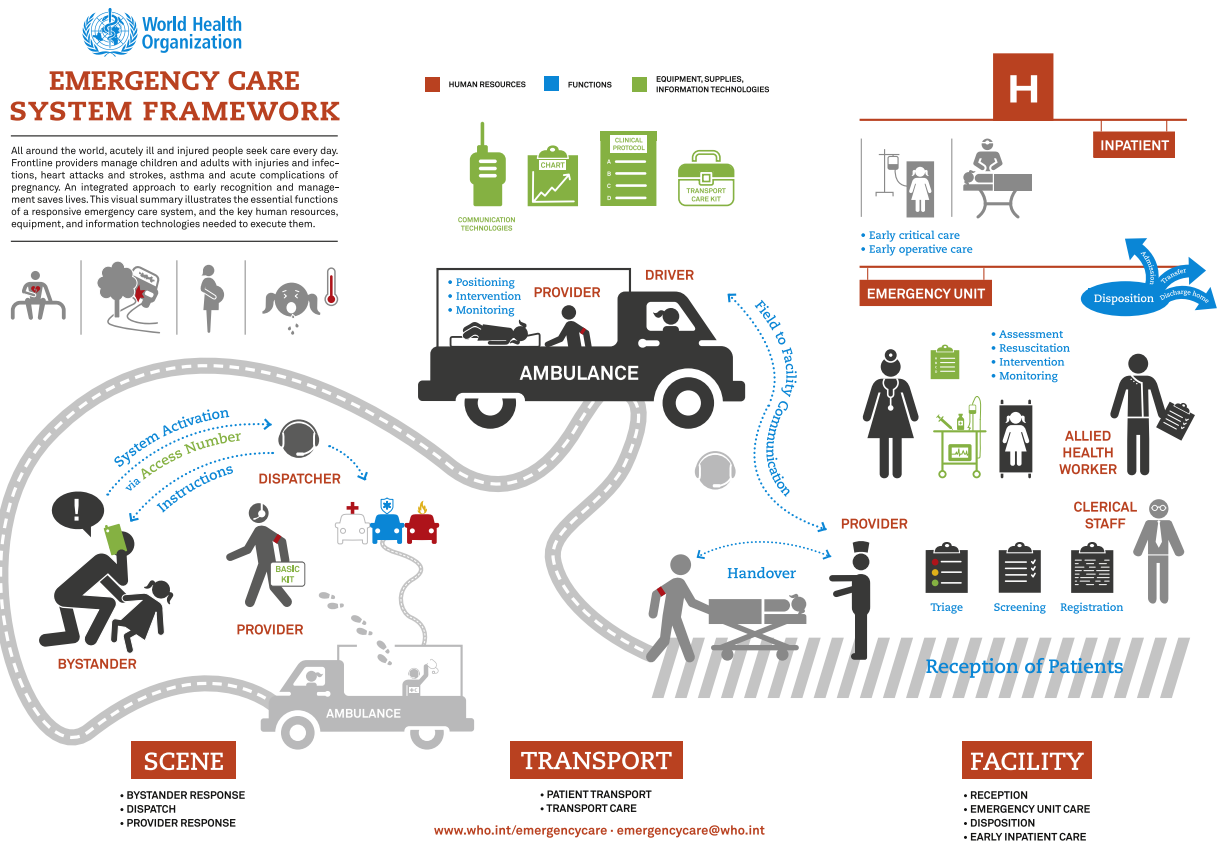 World Health
Organization
EMERGENCY CARE
SYSTEM FRAMEWORK
All around the world, acutely ill and injured people seek care every day.
Frontline providers manage children and adults with injuries and infec-
tions, heart attacks and strokes, asthma and acute complications of
pregnancy. An integrated approach to early recognition and manage-
ment saves lives. This visual summary illustrates the essential functions
of a responsive emergency care system, and the key human resources,
equipment, and information technologies needed to execute them.
HUMAN RESOURCES
FUNCTIONS
EQUIPMENT, SUPPLIES,
INFORMATION TECHNOLOGIES
COMMUNICATION
TECHNOLOGIES
CHART
CLINICAL
PROTOCOL
A
B
C
D
TRANSPORT
CARE KIT
H
INPATIENT
• Early critical care
• Early operative care
EMERGENCY UNIT
Disposition
Admission
Transfer
Discharge home
• Assessment
• Resuscitation
• Intervention
• Monitoring
ALLIED
HEALTH
WORKER
CLERICAL
STAFF
Triage
Screening
Registration
Reception of Patients
• Positioning
• Intervention
• Monitoring
PROVIDER
DRIVER
AMBULANCE
Field to Facility Communication
PROVIDER
Handover
System Activation
via Access Number
Instructions
DISPATCHER
!
BYSTANDER
BASIC
KIT
PROVIDER
AMBULANCE
SCENE
• BYSTANDER RESPONSE
• DISPATCH
• PROVIDER RESPONSE
TRANSPORT
• PATIENT TRANSPORT
• TRANSPORT CARE
www.who.int/emergencycare · emergencycare@who.int
FACILITY
• RECEPTION
• EMERGENCY UNIT CARE
• DISPOSITION
• EARLY INPATIENT CARE